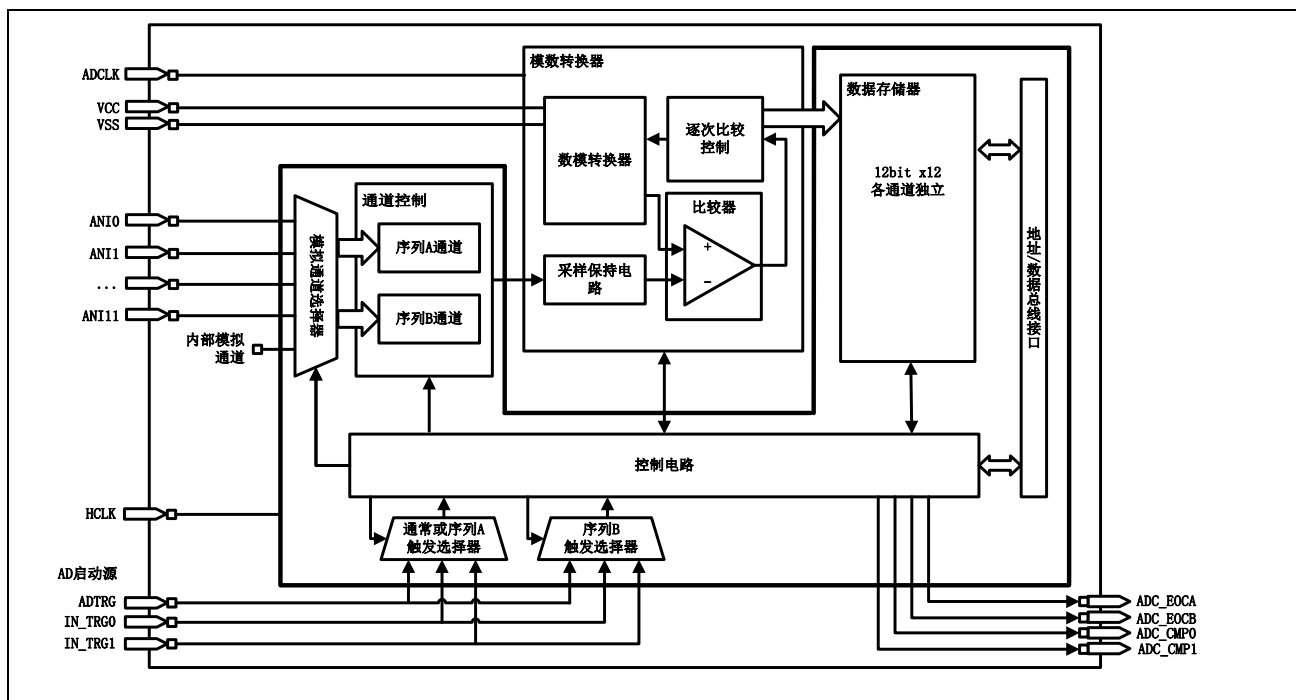 模数转换器
ADCLK
数据存储器
VCC
VSS
数模转换器
逐次比较
控制
12bit x12
各通道独立
比较器
通道控制
ANI0
ANI1
...
ANI11
内部模拟
通道
模拟通道选择器
序列A通道
序列B通道
采样保持电
路
+
-
地址/数据总线接口
控制电路
HCLK
通常或序列A
触发选择器
序列B
触发选择器
AD启动源
ADTRG
IN_TRG0
IN_TRG1
ADC_EOCA
ADC_EOCB
ADC_CMP0
ADC_CMP1